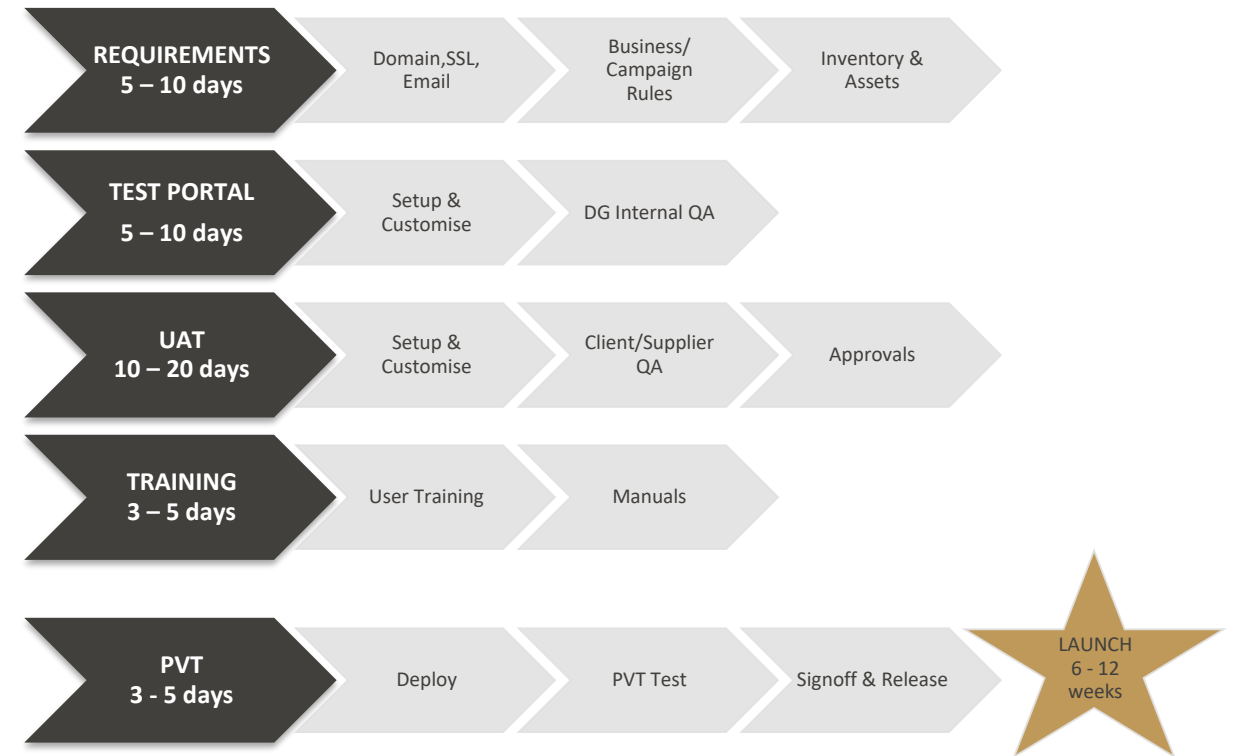 REQUIREMENTS
5 – 10 days
Domain,SSL,
Email
Business/
Campaign
Rules
Inventory &
Assets
TEST PORTAL
5 – 10 days
Setup &
Customise
DG Internal QA
UAT
10 – 20 days
Setup &
Customise
Client/Supplier
QA
Approvals
TRAINING
3 – 5 days
User Training
Manuals
PVT
3 - 5 days
Deploy
PVT Test
Signoff & Release
LAUNCH
6 - 12
weeks